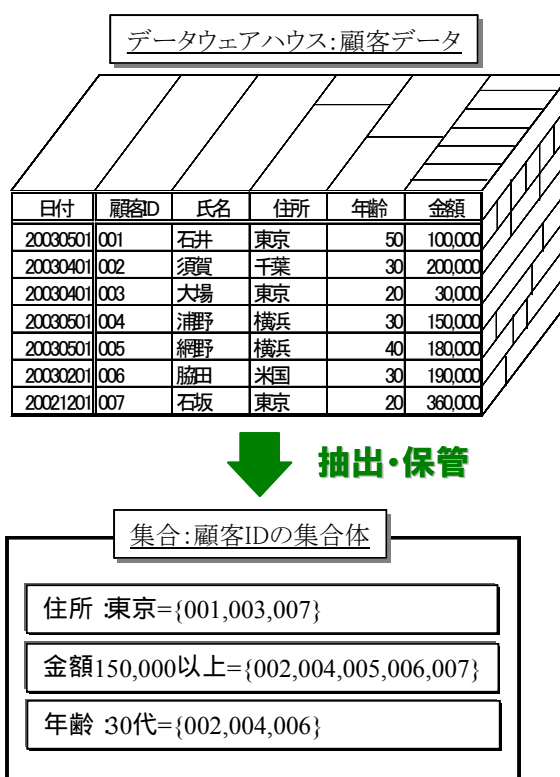 データウェアハウス:顧客データ
日付 顧客ID 氏名 住所 年齢 金額
20030501 001 石井 東京 50 100,000
20030401 002 須賀 千葉 30 200,000
20030401 003 大場 東京 20 30,000
20030501 004 浦野 横浜 30 150,000
20030501 005 網野 横浜 40 180,000
20030201 006 脇田 米国 30 190,000
20021201 007 石坂 東京 20 360,000
抽出・保管
集合:顧客IDの集合体
住所 :東京={001,003,007}
金額150,000以上={002,004,005,006,007}
年齢 :30代={002,004,006}